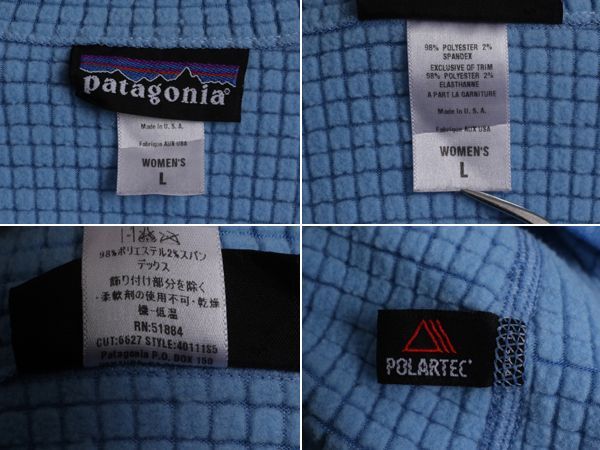 patagonia®
Made in U.S.A.
Fabrique AUX USA
WOMEN'S
L
98% POLYESTER 2%
SPANDEX
EXCLUSIVE OF TRIM
98% POLYESTER 2%
ELASTHANNE
A PART LA GARNITURE
Made in U.S.A.
Fabrique AUX USA
WOMEN'S
L
98%ポリエステル2%スパン
デックス
飾り付け部分を除く
・柔軟剤の使用不可・乾燥
機-低温
RN:51884
CUT:6627 STYLE:40111S5
Patagonia P.O. BOX 150
POLARTEC®